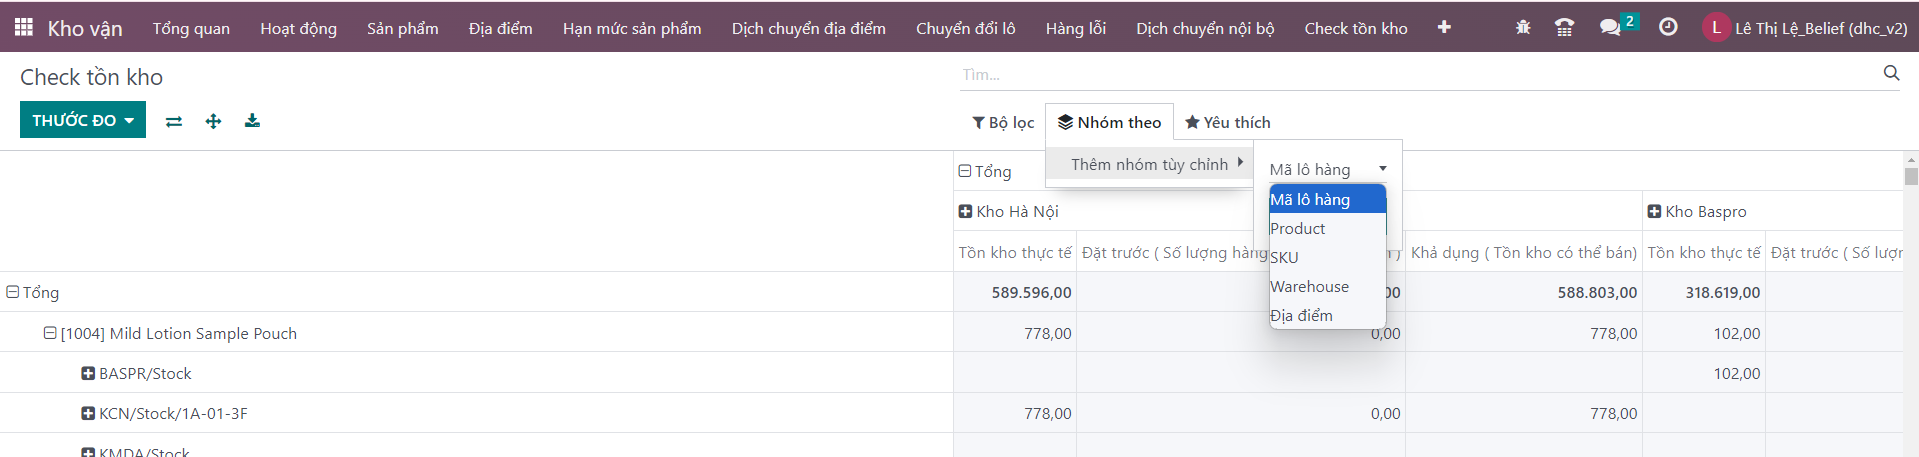 Kho vận Tổng quan Hoạt động Sản phẩm Địa điểm Hạn mức sản phẩm Dịch chuyển địa điểm Chuyển đổi lô Hàng lỗi Dịch chuyển nội bộ Check tồn kho 2 L Lê Thị Lệ_Belief (dhc_v2)
Check tồn kho
Tìm...
THƯỚC ĐO
Bộ lọc Nhóm theo Yêu thích
Thêm nhóm tùy chỉnh
Mã lô hàng
Mã lô hàng
Product
SKU
Warehouse
Địa điểm
Tổng
Kho Hà Nội Kho Baspro
Tồn kho thực tế Đặt trước ( Số lượng hàng ) Khả dụng ( Tồn kho có thể bán) Tồn kho thực tế Đặt trước ( Số lượn
Tổng 589.596,00 00 588.803,00 318.619,00
[1004] Mild Lotion Sample Pouch 778,00 0,00 778,00 102,00
BASPR/Stock 102,00
KCN/Stock/1A-01-3F 778,00 0,00 778,00
KMDA/Stock